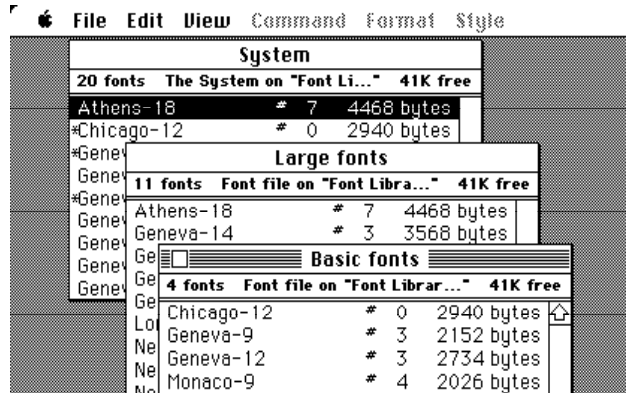 File Edit View Command Format Style
System
20 fonts The System on "Font Li..." 41K free
Athens-18 # 7 4468 bytes
*Chicago-12 # 0 2940 bytes
Large fonts
11 fonts Font file on "Font Libra..." 41K free
Athens-18 # 7 4468 bytes
Geneva-14 # 3 3568 bytes
Basic fonts
4 fonts Font file on "Font Librar..." 41K free
Chicago-12 # 0 2940 bytes
Geneva-9 # 3 2152 bytes
Geneva-12 # 3 2734 bytes
Monaco-9 # 4 2026 bytes